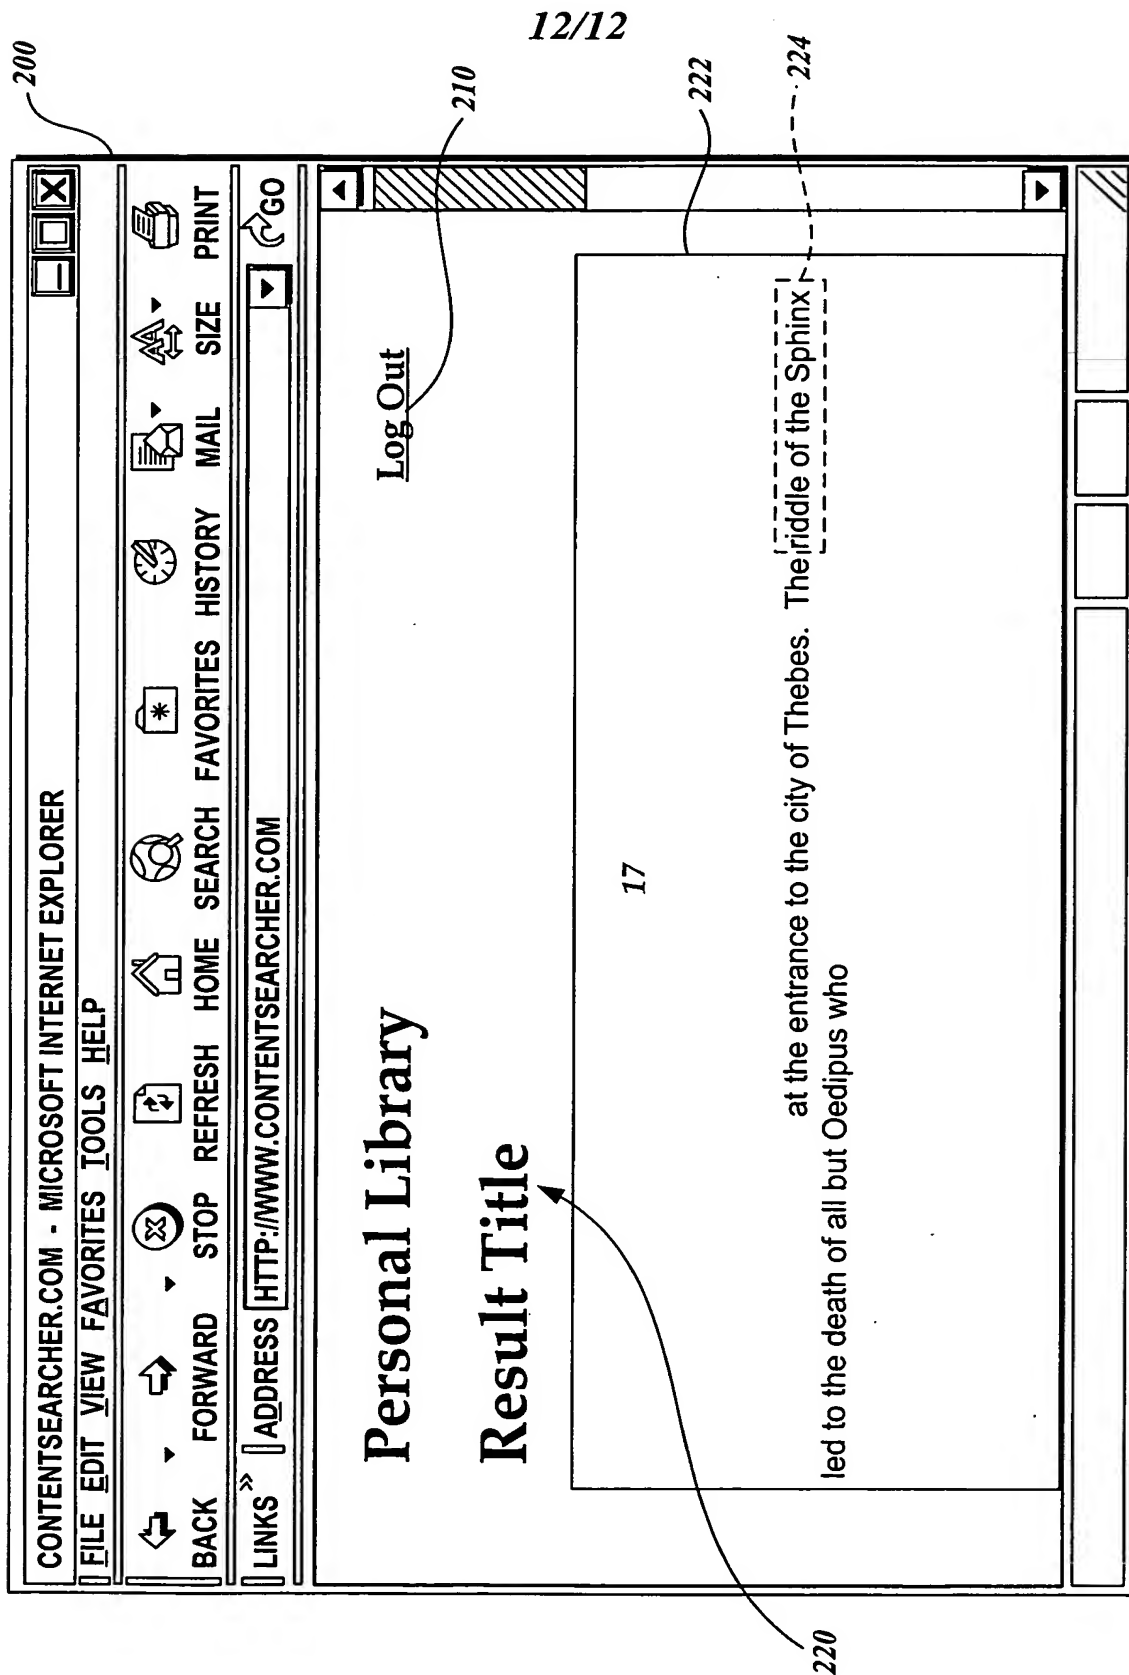 12/12
200
CONTENTSEARCHER.COM - MICROSOFT INTERNET EXPLORER
FILE EDIT VIEW FAVORITES TOOLS HELP
BACK FORWARD STOP REFRESH HOME SEARCH FAVORITES HISTORY MAIL SIZE PRINT
LINKS » ADDRESS HTTP://WWW.CONTENTSEARCHER.COM GO
Personal Library
Log Out
210
Result Title
220
222
17
at the entrance to the city of Thebes. The riddle of the Sphinx
224
led to the death of all but Oedipus who